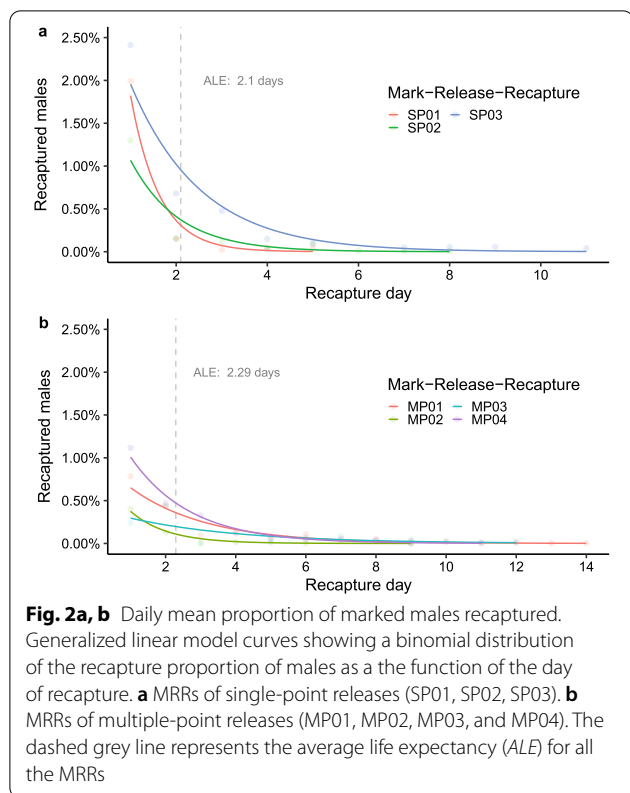 a
2.50%
2.00%
1.50%
1.00%
0.50%
0.00%
Recaptured males
ALE: 2.1 days
Mark−Release−Recapture
SP01 SP03
SP02
2 4 6 8 10
Recapture day
b
2.50%
2.00%
1.50%
1.00%
0.50%
0.00%
Recaptured males
ALE: 2.29 days
Mark−Release−Recapture
MP01 MP03
MP02 MP04
2 4 6 8 10 12 14
Recapture day
Fig. 2a, b Daily mean proportion of marked males recaptured.
Generalized linear model curves showing a binomial distribution
of the recapture proportion of males as a the function of the day
of recapture. a MRRs of single-point releases (SP01, SP02, SP03). b
MRRs of multiple-point releases (MP01, MP02, MP03, and MP04). The
dashed grey line represents the average life expectancy (ALE) for all
the MRRs